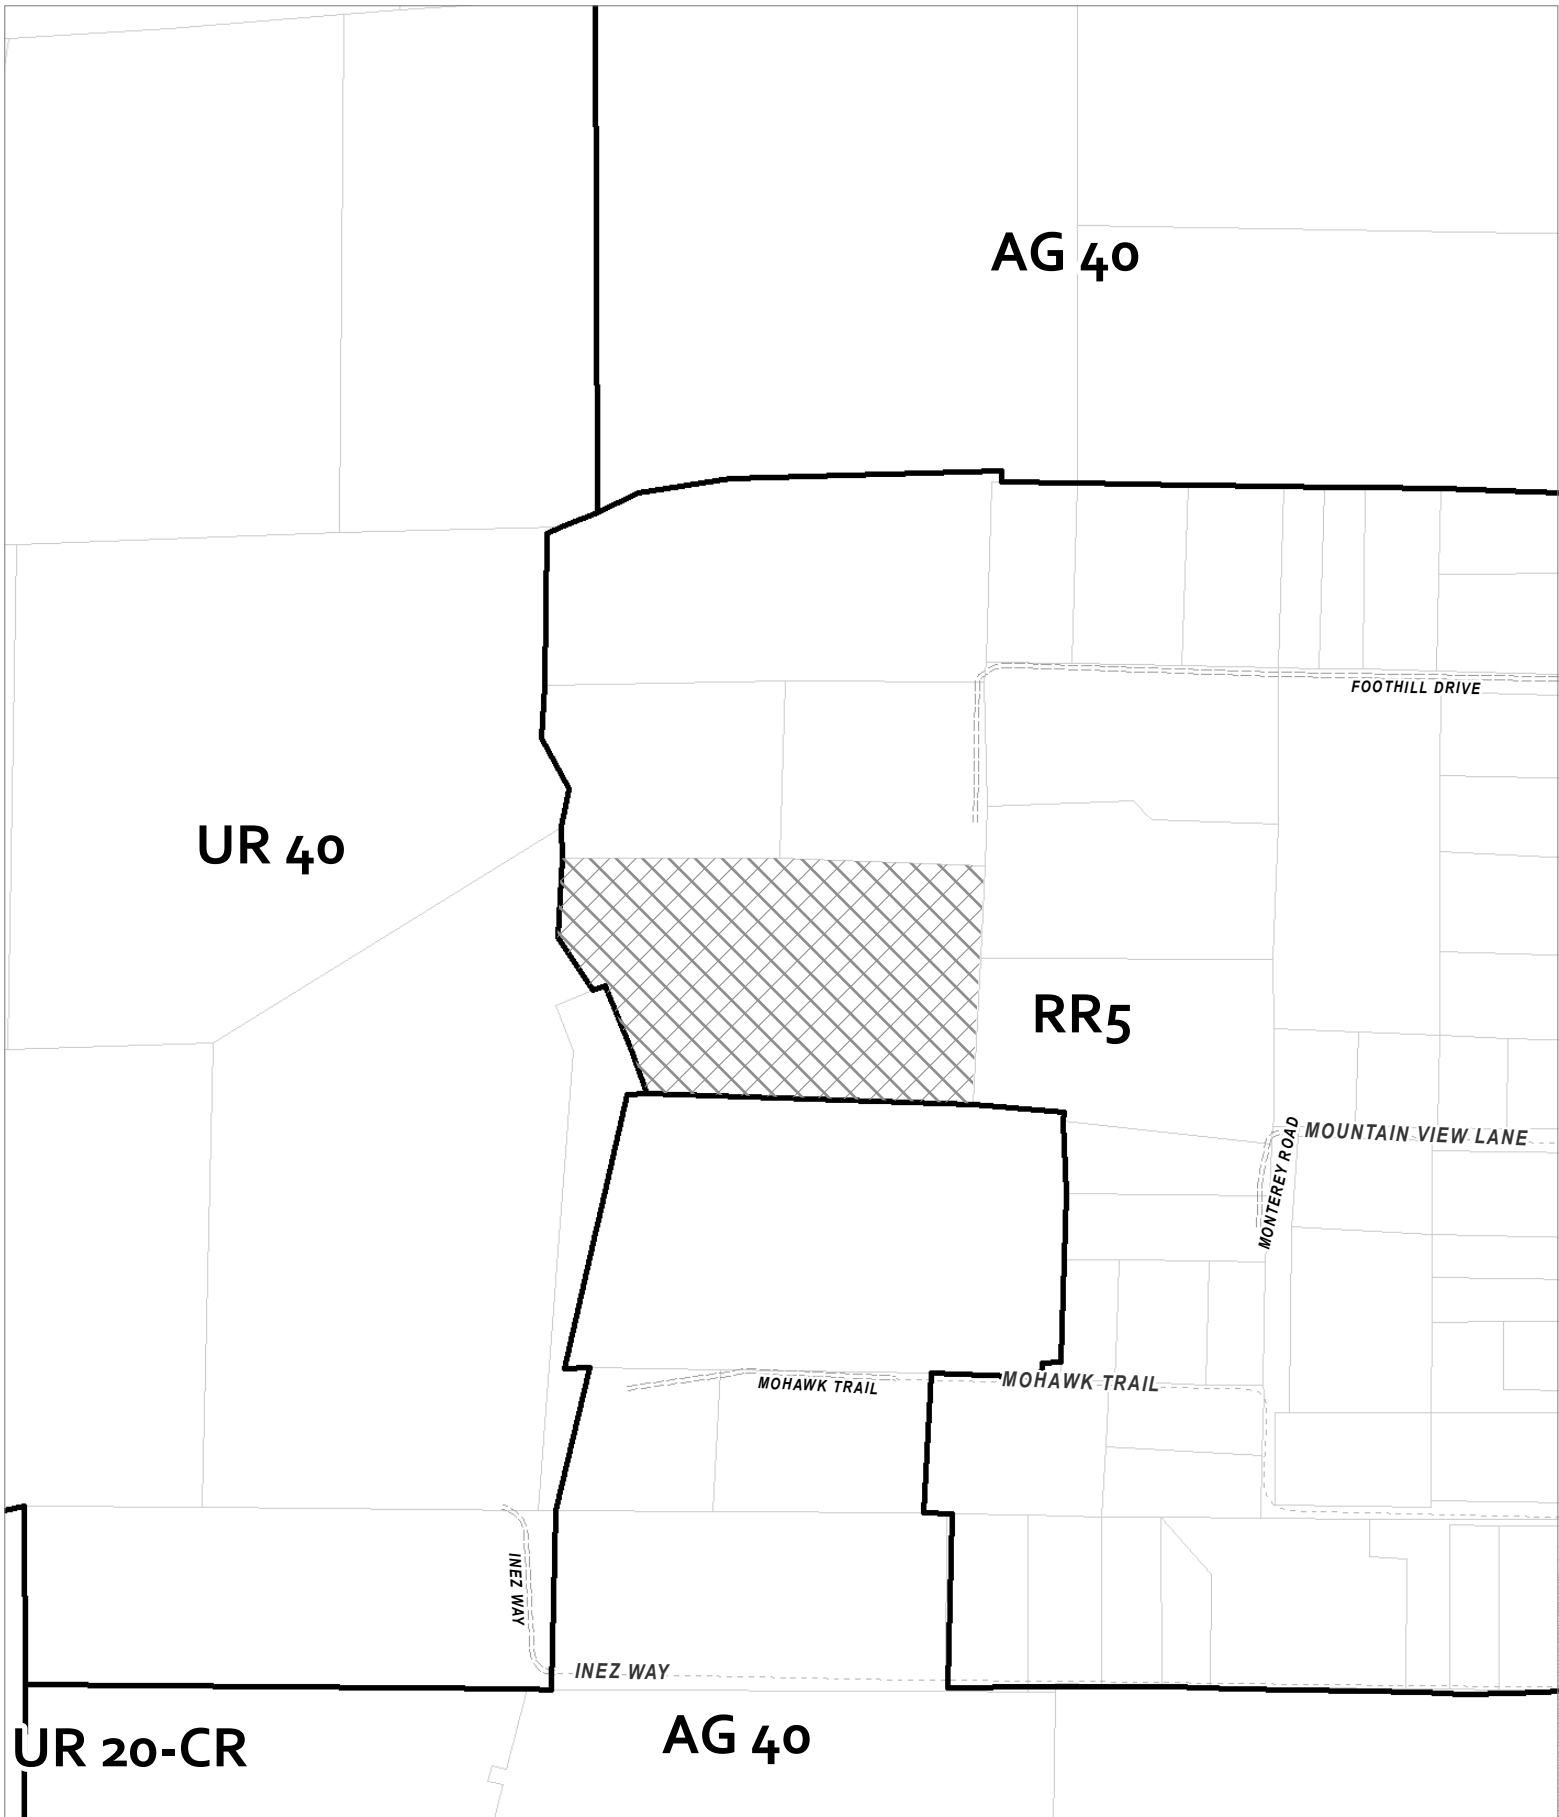 AG 40
FOOTHILL DRIVE
UR 40
RR5
MOUNTAIN VIEW LANE
MONTEREY ROAD
MOHAWK TRAIL
MOHAWK TRAIL
INEZ WAY
INEZ WAY
UR 20-CR
AG 40